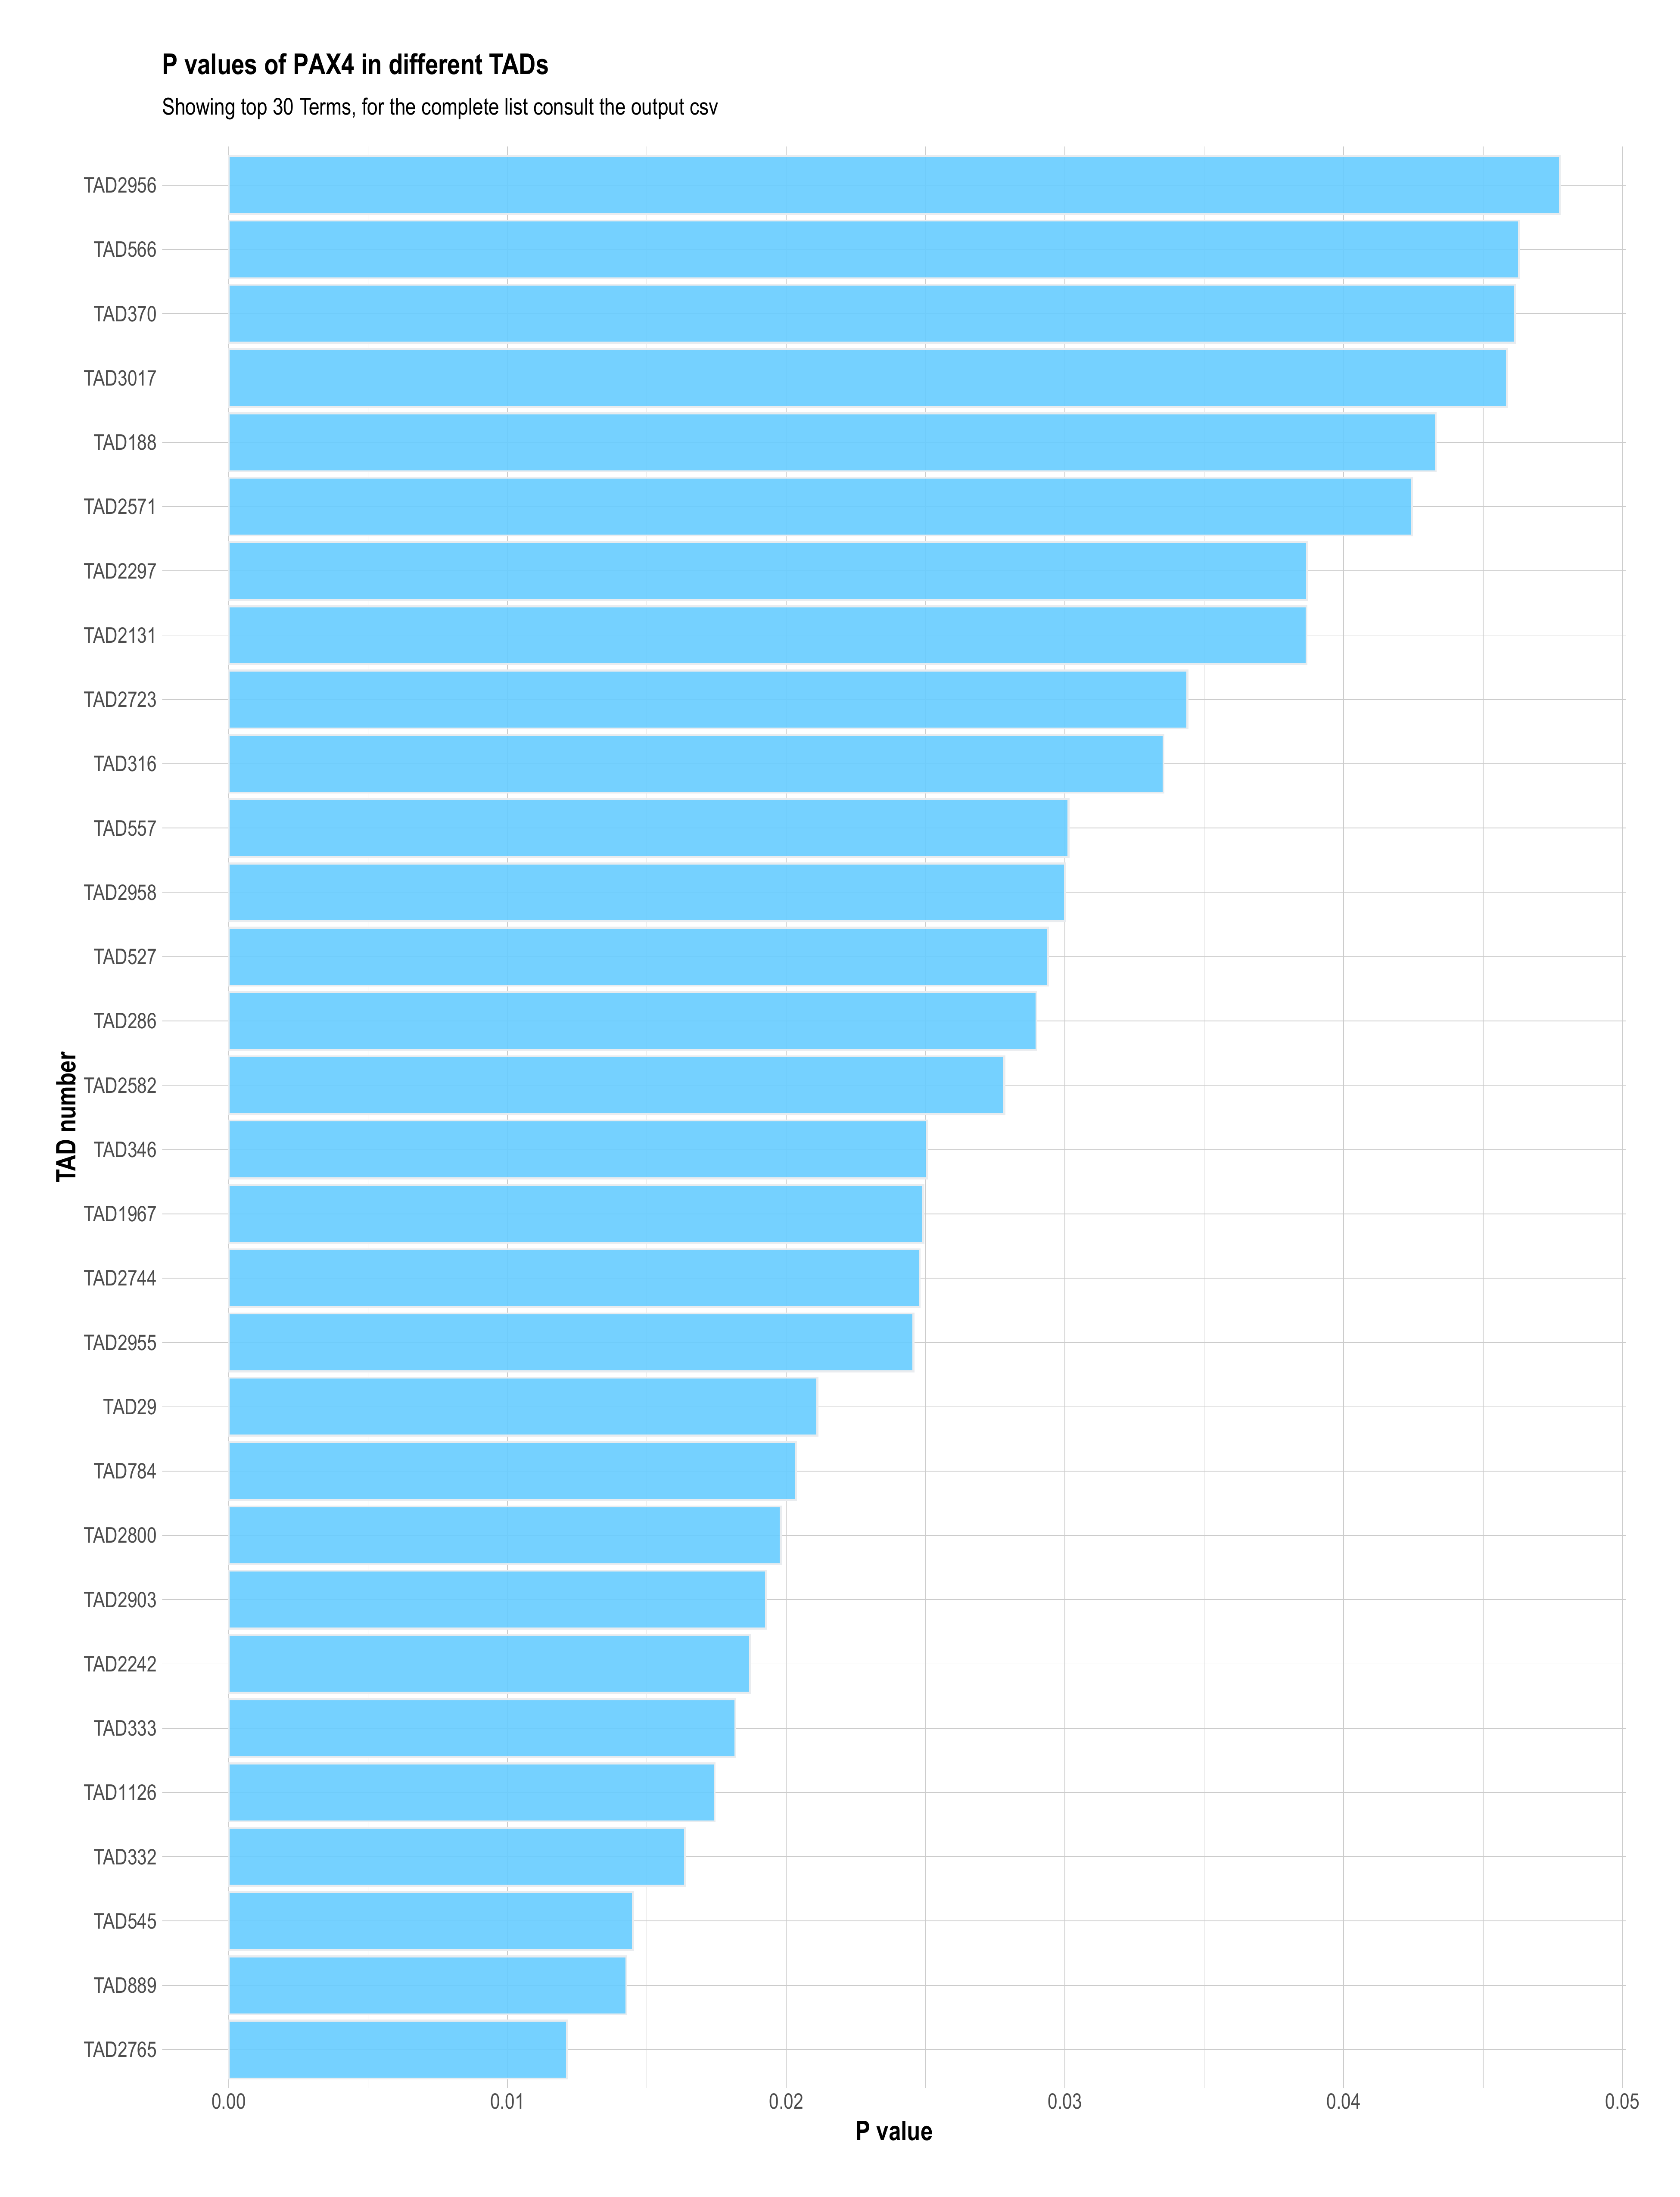 P values of PAX4 in different TADs
Showing top 30 Terms, for the complete list consult the output csv
TAD number
TAD2956
TAD566
TAD370
TAD3017
TAD188
TAD2571
TAD2297
TAD2131
TAD2723
TAD316
TAD557
TAD2958
TAD527
TAD286
TAD2582
TAD346
TAD1967
TAD2744
TAD2955
TAD29
TAD784
TAD2800
TAD2903
TAD2242
TAD333
TAD1126
TAD332
TAD545
TAD889
TAD2765
0.00 0.01 0.02 0.03 0.04 0.05
P value